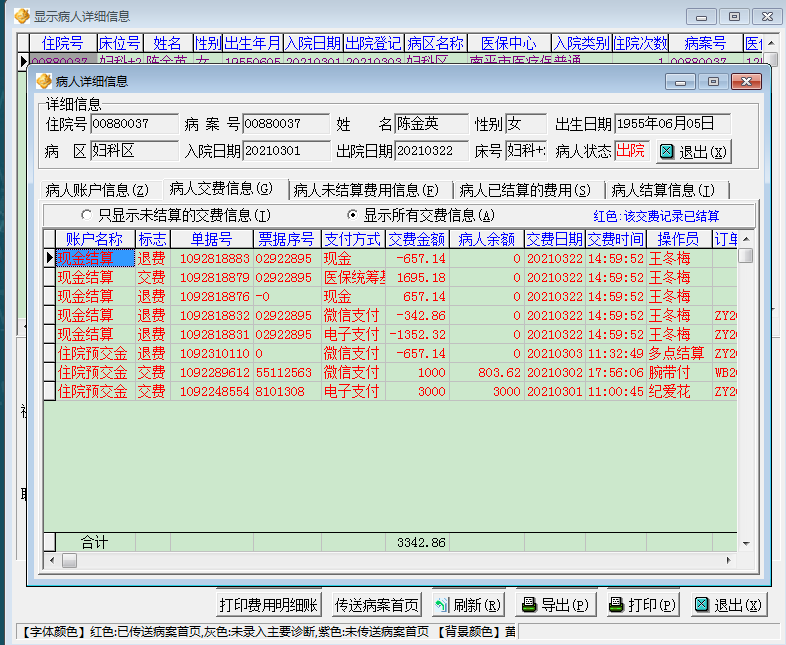 显示病人详细信息
住院号 床位号 姓名 性别 出生年月 入院日期 出院登记 病区名称 医保中心 入院类别 住院次数 病案号
00880037 妇科+2 陈金英 女 19550605 20210301 20210303 妇科区 南平市医疗保 普通 1 00880037
病人详细信息
详细信息
住院号 00880037 病 案 号 00880037 姓 名 陈金英 性别 女 出生日期 1955年06月05日
病 区 妇科区 入院日期 20210301 出院日期 20210322 床号 妇科+ 病人状态 出院 退出(X)
病人账户信息(Z) 病人交费信息(G) 病人未结算费用信息(F) 病人已结算的费用(S) 病人结算信息(T)
只显示未结算的交费信息(T) 显示所有交费信息(A) 红色:该交费记录已结算
账户名称 标志 单据号 票据序号 支付方式 交费金额 病人余额 交费日期 交费时间 操作员 订单
现金结算 退费 1092818883 02922895 现金 -657.14 0 20210322 14:59:52 王冬梅
现金结算 交费 1092818879 02922895 医保统筹基 1695.18 0 20210322 14:59:52 王冬梅
现金结算 退费 1092818876 -0 现金 657.14 0 20210322 14:59:52 王冬梅
现金结算 退费 1092818832 02922895 微信支付 -342.86 0 20210322 14:59:52 王冬梅 ZY20
现金结算 退费 1092818831 02922895 电子支付 -1352.32 0 20210322 14:59:52 王冬梅 ZY20
住院预交金 退费 1092310110 0 微信支付 -657.14 0 20210303 11:32:49 多点结算 ZY20
住院预交金 交费 1092289612 55112563 微信支付 1000 803.62 20210302 17:56:06 腕带付 WB20
住院预交金 交费 1092248554 8101308 电子支付 3000 3000 20210301 11:00:45 纪爱花 ZY20
合计 3342.86
打印费用明细账 传送病案首页 刷新(R) 导出(P) 打印(P) 退出(X)
【字体颜色】红色:已传送病案首页,灰色:未录入主要诊断,紫色:未传送病案首页 【背景颜色】黄